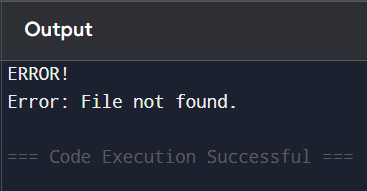 Output
ERROR!
Error: File not found.
=== Code Execution Successful ===